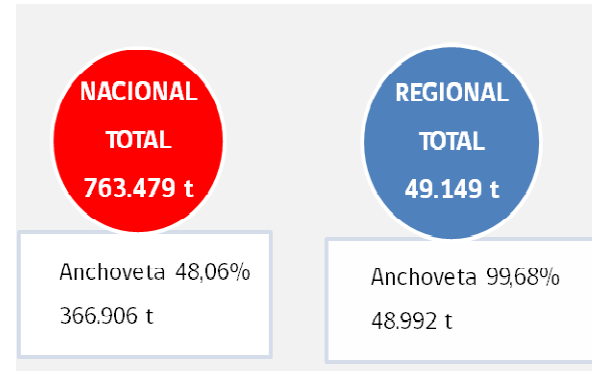 NACIONAL
TOTAL
763.479 t
Anchoveta 48,06%
366.906 t
REGIONAL
TOTAL
49.149 t
Anchoveta 99,68%
48.992 t